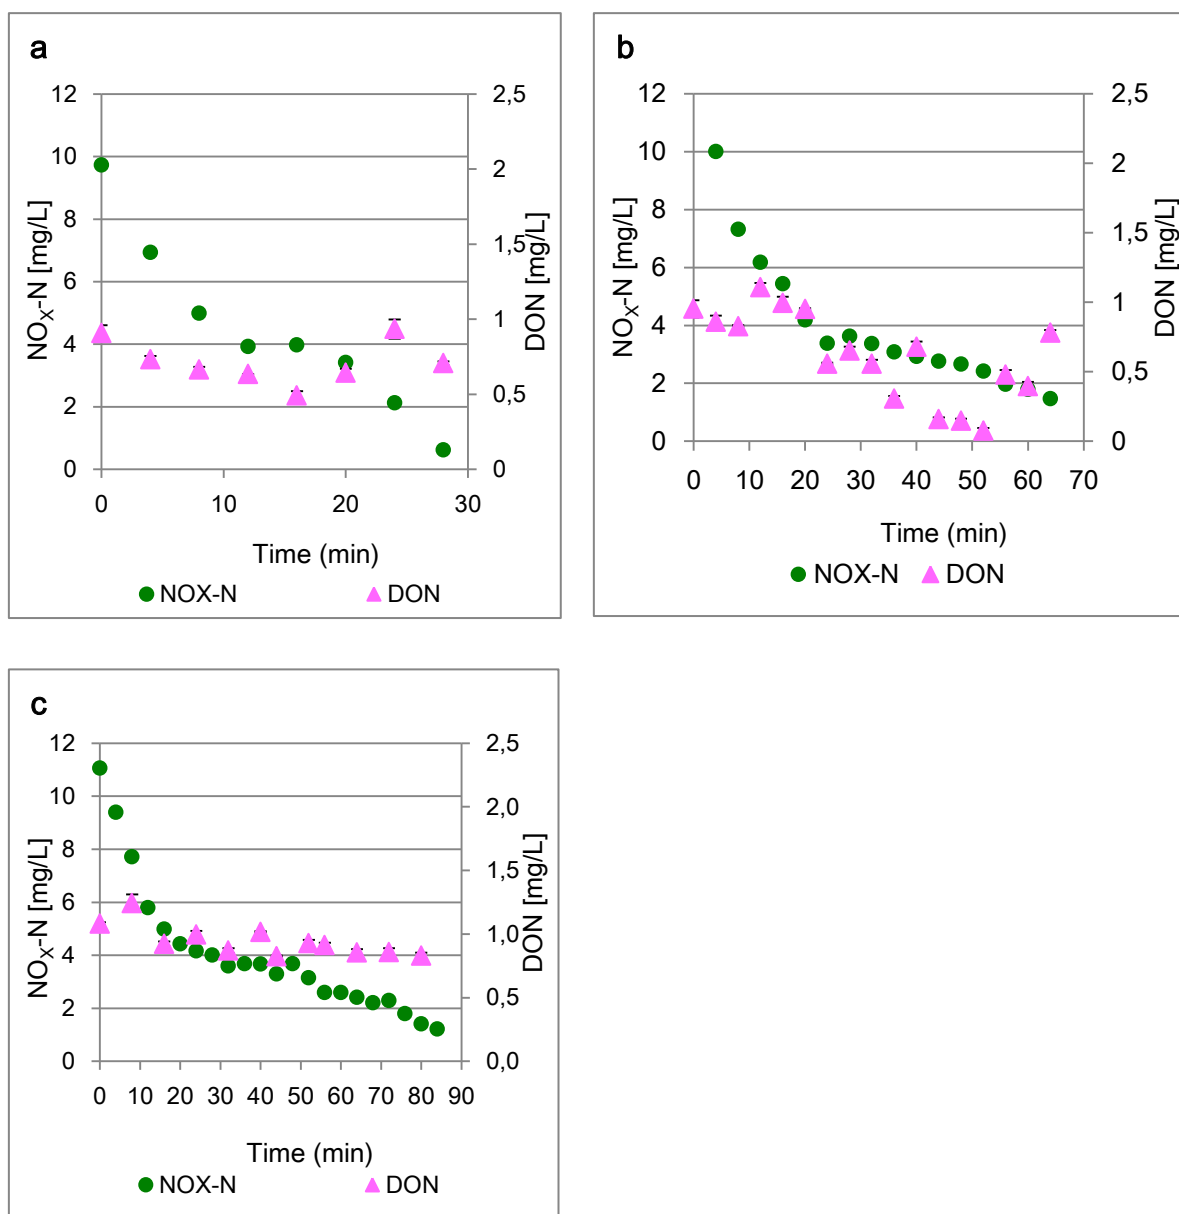 a
12
10
8
6
4
2
0
NOX-N [mg/L]
2,5
2
1,5
1
0,5
0
DON [mg/L]
0 10 20 30
Time (min)
NOX-N DON
b
12
10
8
6
4
2
0
NOX-N [mg/L]
2,5
2
1,5
1
0,5
0
DON [mg/L]
0 10 20 30 40 50 60 70
Time (min)
NOX-N DON
c
12
10
8
6
4
2
0
NOX-N [mg/L]
2,5
2,0
1,5
1,0
0,5
0,0
DON [mg/L]
0 10 20 30 40 50 60 70 80 90
Time (min)
NOX-N DON